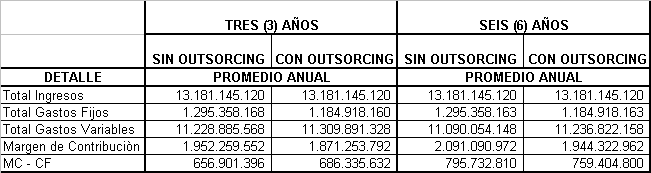 TRES (3) AÑOS SEIS (6) AÑOS
SIN OUTSORCING CON OUTSORCING SIN OUTSORCING CON OUTSORCING
DETALLE PROMEDIO ANUAL PROMEDIO ANUAL
Total Ingresos 13.181.145.120 13.181.145.120 13.181.145.120 13.181.145.120
Total Gastos Fijos 1.295.358.168 1.184.918.160 1.295.358.163 1.184.918.163
Total Gastos Variables 11.228.885.568 11.309.891.328 11.090.054.148 11.236.822.158
Margen de Contribuciòn 1.952.259.552 1.871.253.792 2.091.090.972 1.944.322.962
MC - CF 656.901.396 686.335.632 795.732.810 759.404.800